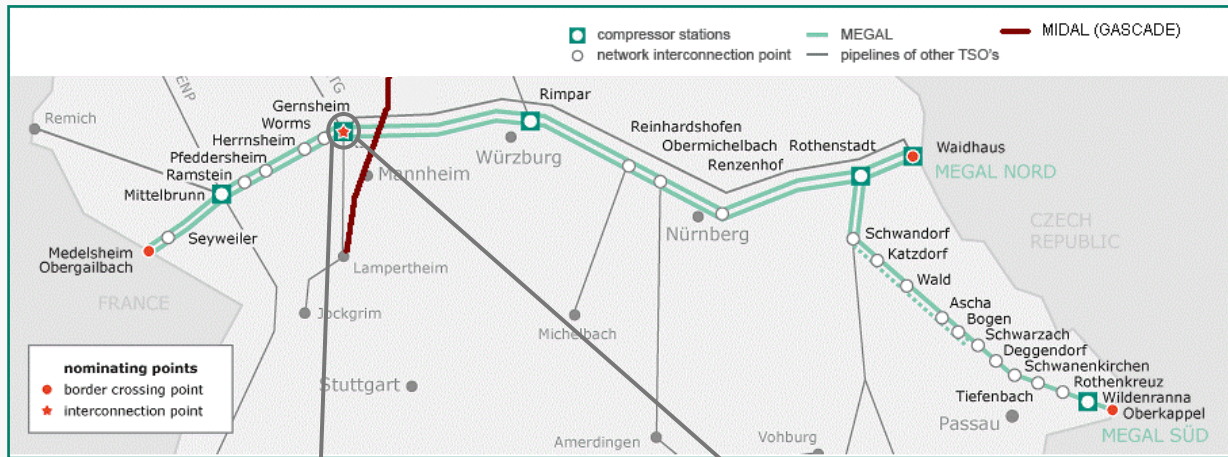 compressor stations
MEGAL
MIDAL (GASCADE)
network interconnection point
pipelines of other TSO's
ENP
TG
Remich
Gernsheim
Worms
Herrnsheim
Pfeddersheim
Ramstein
Mittelbrunn
Seyweiler
Medelsheim
Obergailbach
FRANCE
Rimpar
Würzburg
Mannheim
Lampertheim
Jockgrim
Stuttgart
Reinhardshofen
Obermichelbach
Renzenhof
Nürnberg
Michelbach
Amerdingen
Vohburg
Rothenstadt
Waidhaus
MEGAL NORD
CZECH
REPUBLIC
Schwandorf
Katzdorf
Wald
Ascha
Bogen
Schwarzach
Deggendorf
Schwanenkirchen
Tiefenbach
Rothenkreuz
Wildenranna
Oberkappel
Passau
MEGAL SÜD
nominating points
border crossing point
interconnection point